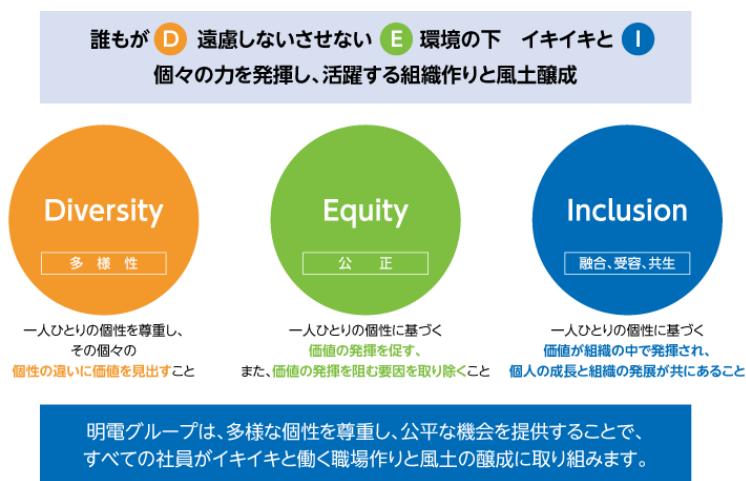 誰もが D 遠慮しないさせない E 環境の下　イキイキと I
個々の力を発揮し、活躍する組織作りと風土醸成
Diversity
多様性
一人ひとりの個性を尊重し、
その個々の
個性の違いに価値を見出すこと
Equity
公正
一人ひとりの個性に基づく
価値の発揮を促す、
また、価値の発揮を阻む要因を取り除くこと
Inclusion
融合、受容、共生
一人ひとりの個性に基づく
価値が組織の中で発揮され、
個人の成長と組織の発展が共にあること
明電グループは、多様な個性を尊重し、公平な機会を提供することで、
すべての社員がイキイキと働く職場作りと風土の醸成に取り組みます。